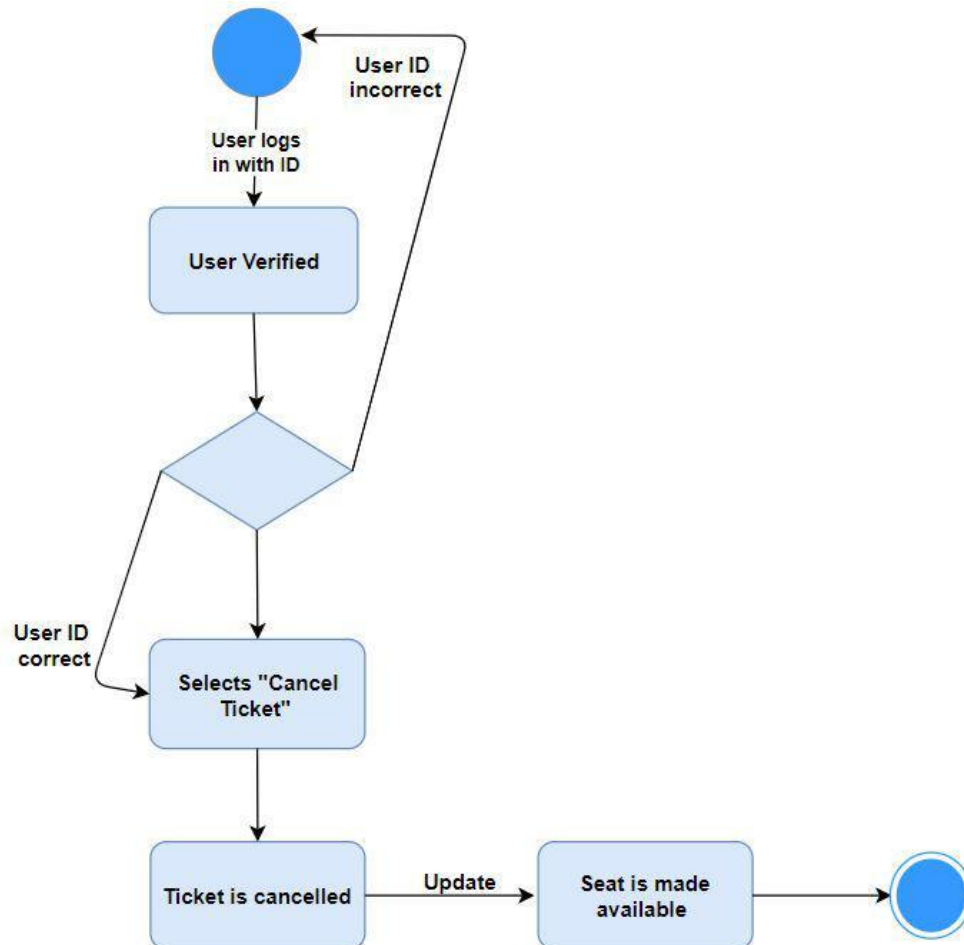 User ID
incorrect
User logs
in with ID
User Verified
User ID
correct
Selects "Cancel
Ticket"
Ticket is cancelled
Update
Seat is made
available